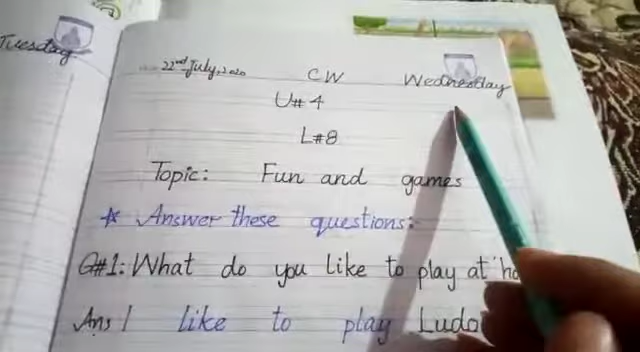 Tuesday
22nd July, 2020 CW Wednesday
U#4
L#8
Topic: Fun and games
* Answer these questions:-
Q#1: What do you like to play at
Ans I like to play Ludo